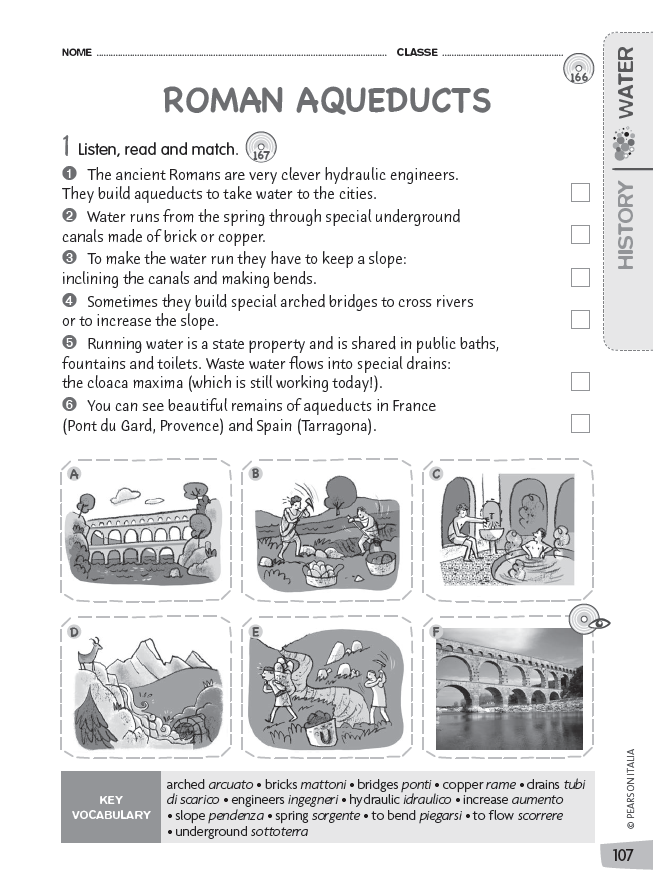 NOME CLASSE
166
WATER
HISTORY
ROMAN AQUEDUCTS
1 Listen, read and match. 167
1 The ancient Romans are very clever hydraulic engineers.
They build aqueducts to take water to the cities.
2 Water runs from the spring through special underground
canals made of brick or copper.
3 To make the water run they have to keep a slope:
inclining the canals and making bends.
4 Sometimes they build special arched bridges to cross rivers
or to increase the slope.
5 Running water is a state property and is shared in public baths,
fountains and toilets. Waste water flows into special drains:
the cloaca maxima (which is still working today!).
6 You can see beautiful remains of aqueducts in France
(Pont du Gard, Provence) and Spain (Tarragona).
A
B
C
D
E
F
KEY
VOCABULARY
arched arcuato • bricks mattoni • bridges ponti • copper rame • drains tubi
di scarico • engineers ingegneri • hydraulic idraulico • increase aumento
• slope pendenza • spring sorgente • to bend piegarsi • to flow scorrere
• underground sottoterra
© PEARSON ITALIA
107